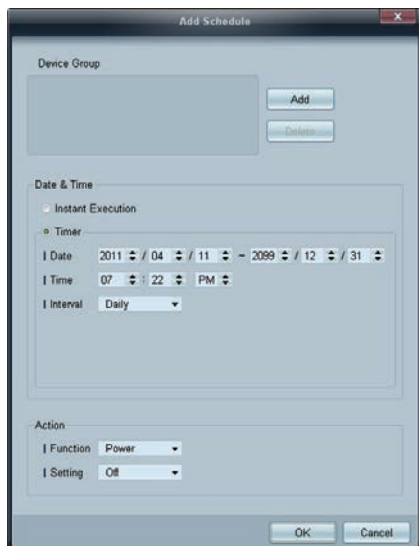 Add Schedule
Device Group
Add
Delete
Date & Time
Instant Execution
Timer
Date 2011 / 04 / 11 ~ 2099 / 12 / 31
Time 07 : 22 PM
Interval Daily
Action
Function Power
Setting Off
OK Cancel